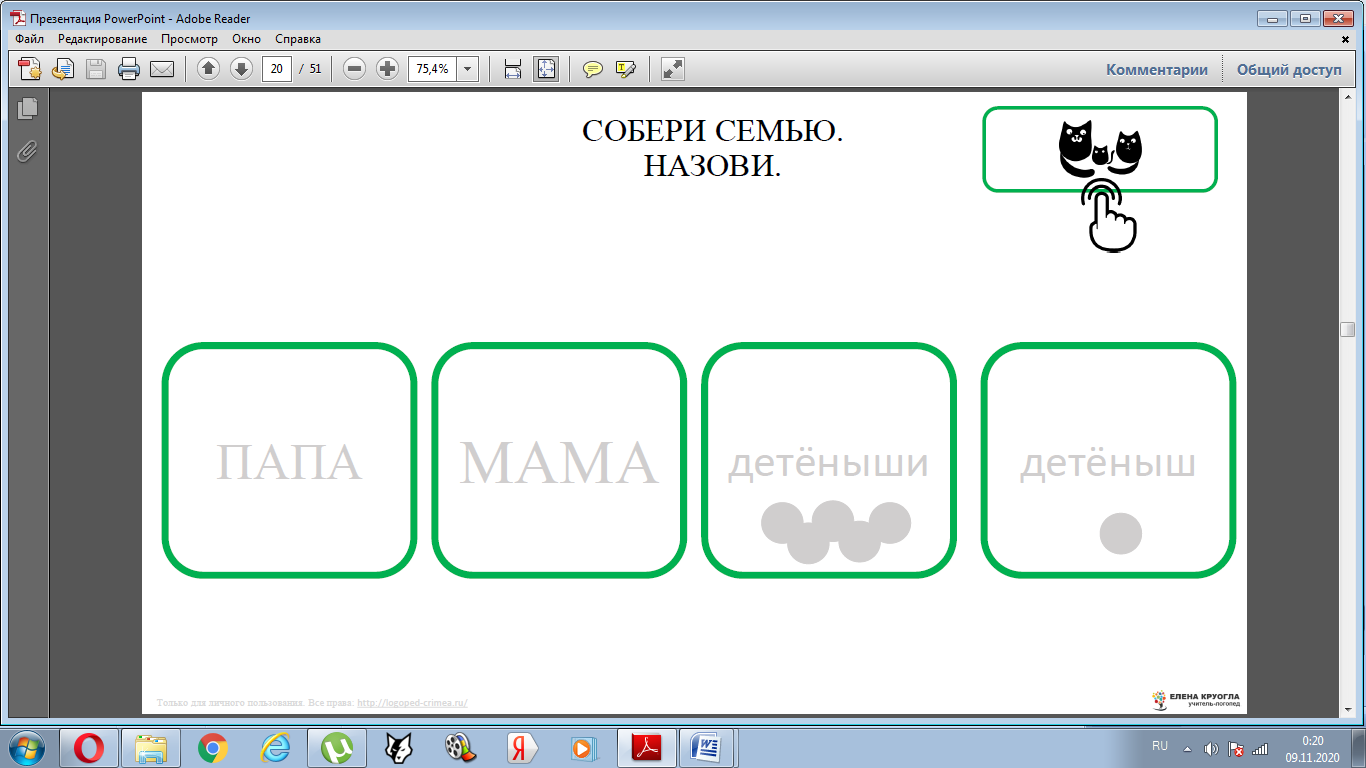 Презентация PowerPoint - Adobe Reader
Файл Редактирование Просмотр Окно Справка
20 / 51 75,4% Комментарии Общий доступ
СОБЕРИ СЕМЬЮ.
НАЗОВИ.
ПАПА МАМА детёныши детёныш
Только для личного пользования. Все права: http://logoped-crimea.ru/
ЕЛЕНА КРУОГЛА
учитель-логопед
RU 0:20
09.11.2020